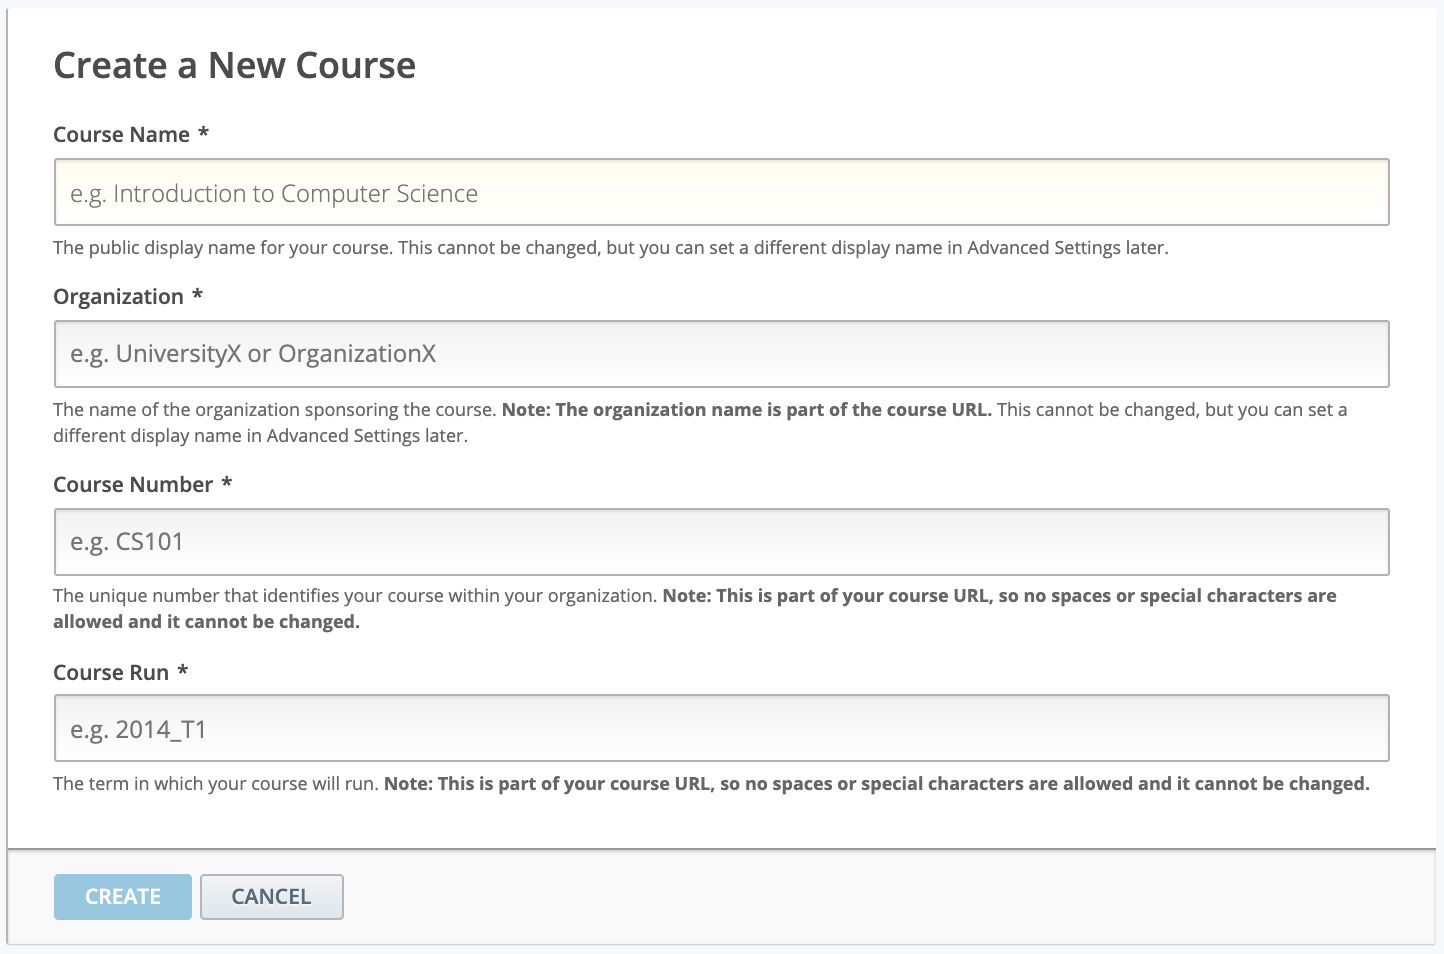 Create a New Course
Course Name *
e.g. Introduction to Computer Science
The public display name for your course. This cannot be changed, but you can set a different display name in Advanced Settings later.
Organization *
e.g. UniversityX or OrganizationX
The name of the organization sponsoring the course. Note: The organization name is part of the course URL. This cannot be changed, but you can set a
different display name in Advanced Settings later.
Course Number *
e.g. CS101
The unique number that identifies your course within your organization. Note: This is part of your course URL, so no spaces or special characters are
allowed and it cannot be changed.
Course Run *
e.g. 2014_T1
The term in which your course will run. Note: This is part of your course URL, so no spaces or special characters are allowed and it cannot be changed.
CREATE CANCEL